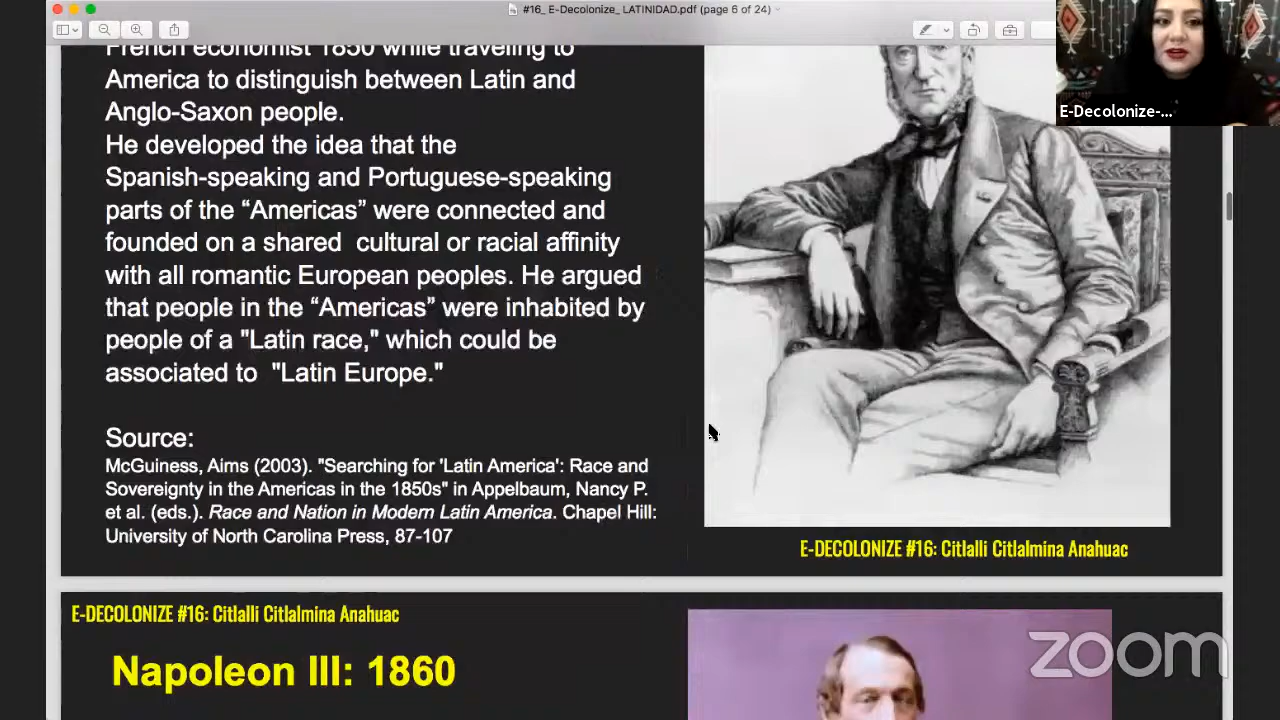 #16_ E-Decolonize_ LATINIDAD.pdf (page 6 of 24)
E-Decolonize-...
French economist 1850 while traveling to
America to distinguish between Latin and
Anglo-Saxon people.
He developed the idea that the
Spanish-speaking and Portuguese-speaking
parts of the “Americas” were connected and
founded on a shared cultural or racial affinity
with all romantic European peoples. He argued
that people in the “Americas” were inhabited by
people of a "Latin race," which could be
associated to "Latin Europe."
Source:
McGuiness, Aims (2003). "Searching for 'Latin America': Race and
Sovereignty in the Americas in the 1850s" in Appelbaum, Nancy P.
et al. (eds.). Race and Nation in Modern Latin America. Chapel Hill:
University of North Carolina Press, 87-107
E-DECOLONIZE #16: Citlalli Citlalmina Anahuac
E-DECOLONIZE #16: Citlalli Citlalmina Anahuac
Napoleon III: 1860
zoom